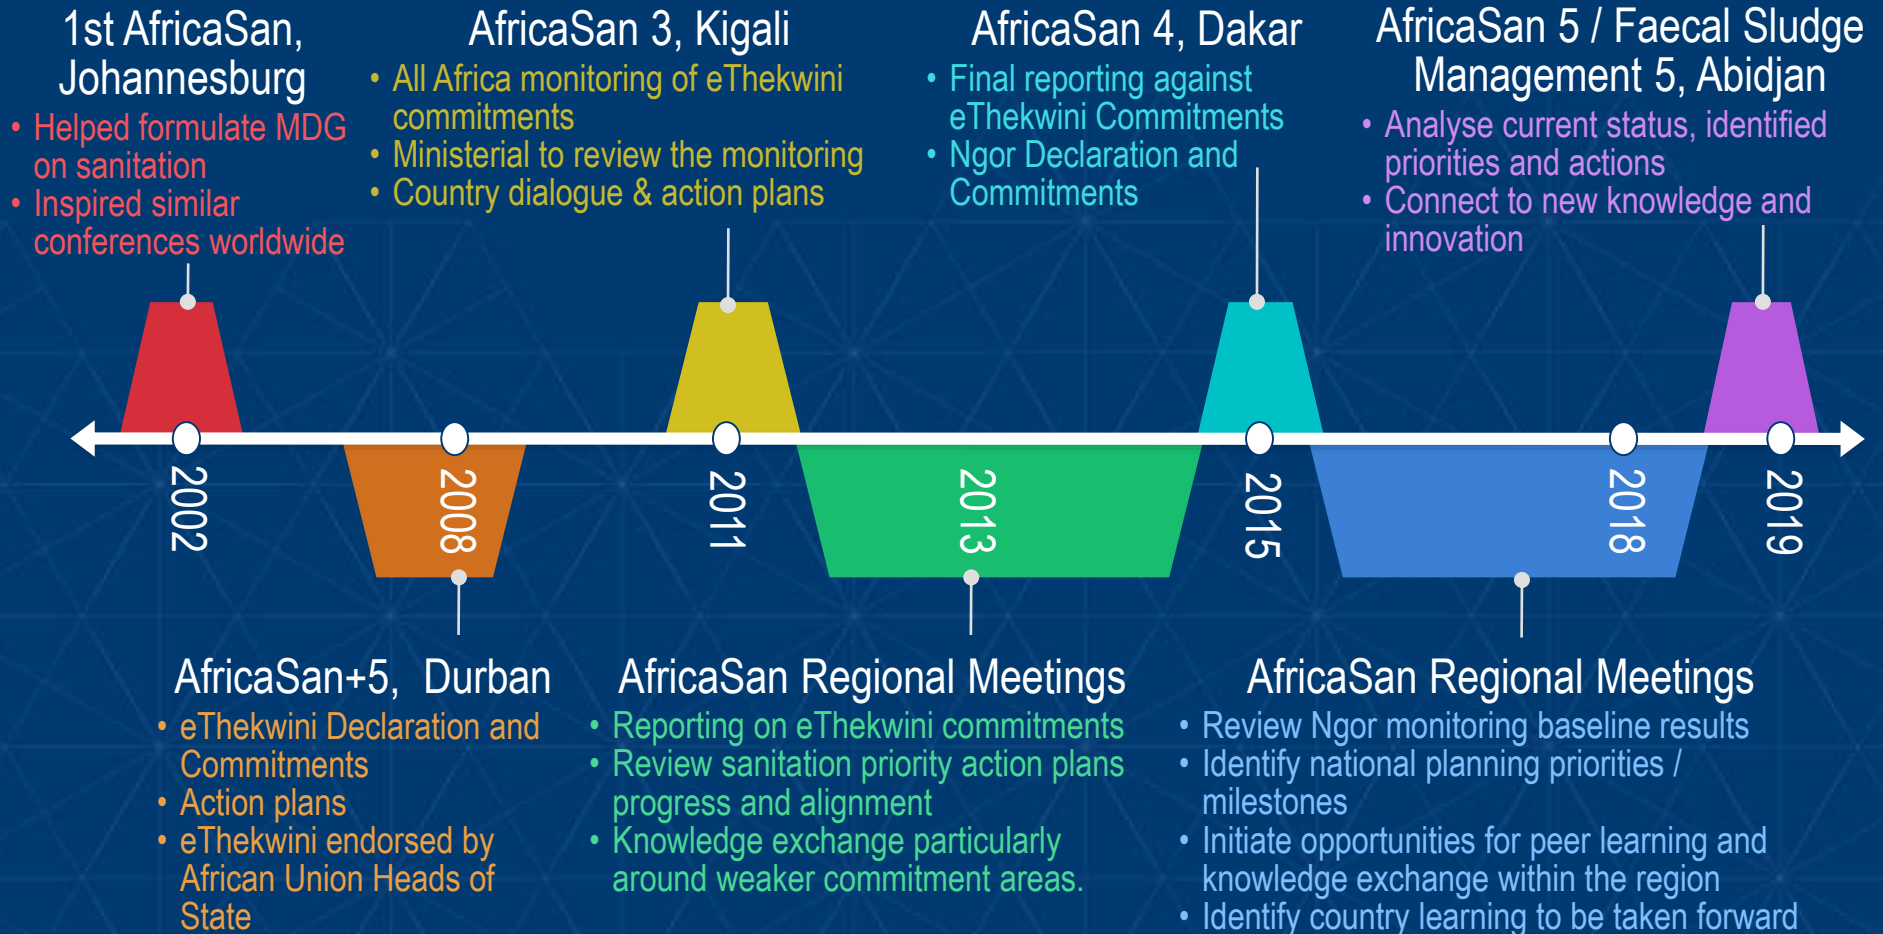 1st AfricaSan,
Johannesburg
• Helped formulate MDG
on sanitation
• Inspired similar
conferences worldwide
AfricaSan 3, Kigali
• All Africa monitoring of eThekwini
commitments
• Ministerial to review the monitoring
• Country dialogue & action plans
AfricaSan 4, Dakar
• Final reporting against
eThekwini Commitments
• Ngor Declaration and
Commitments
AfricaSan 5 / Faecal Sludge
Management 5, Abidjan
• Analyse current status, identified
priorities and actions
• Connect to new knowledge and
innovation
2002
2008
2011
2013
2015
2018
2019
AfricaSan+5, Durban
• eThekwini Declaration and
Commitments
• Action plans
• eThekwini endorsed by
African Union Heads of
State
AfricaSan Regional Meetings
• Reporting on eThekwini commitments
• Review sanitation priority action plans
progress and alignment
• Knowledge exchange particularly
around weaker commitment areas.
AfricaSan Regional Meetings
• Review Ngor monitoring baseline results
• Identify national planning priorities /
milestones
• Initiate opportunities for peer learning and
knowledge exchange within the region
• Identify country learning to be taken forward